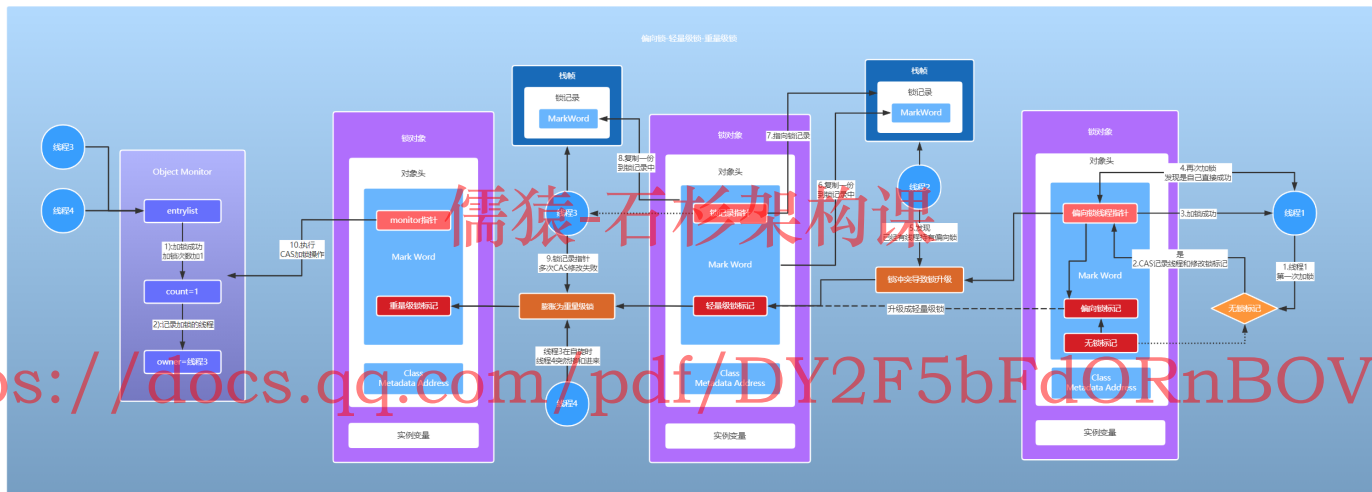 偏向锁-轻量级锁-重量级锁
线程3
线程4
Object Monitor
entrylist
1):加锁成功
加锁次数加1
count=1
2):记录加锁的线程
owner=线程3
10.执行
CAS加锁操作
锁对象
对象头
monitor指针
Mark Word
重量级锁标记
Class
Metadata Address
实例变量
栈帧
锁记录
MarkWord
8.复制一份
到锁记录中
线程3
9.锁记录指针
多次CAS修改失败
膨胀为重量级锁
线程3在自旋时
线程4
锁对象
对象头
锁记录指针
Mark Word
轻量级锁标记
Class
Metadata Address
实例变量
7.指向锁记录
6.复制一份
到锁记录中
栈帧
锁记录
MarkWord
线程2
5.发现
已经有线程持有偏向锁
锁冲突导致锁升级
升级成轻量级锁
锁对象
对象头
偏向锁线程指针
Mark Word
偏向锁标记
无锁标记
Class
Metadata Address
实例变量
4.再次加锁
发现是自己直接成功
3.加锁成功
线程1
是
2.CAS记录线程和修改锁标记
1.线程1
第一次加锁
无锁标记
儒猿-石杉架构课
ps://docs.qq.com/pdf/DY2F5bFdORnBOV